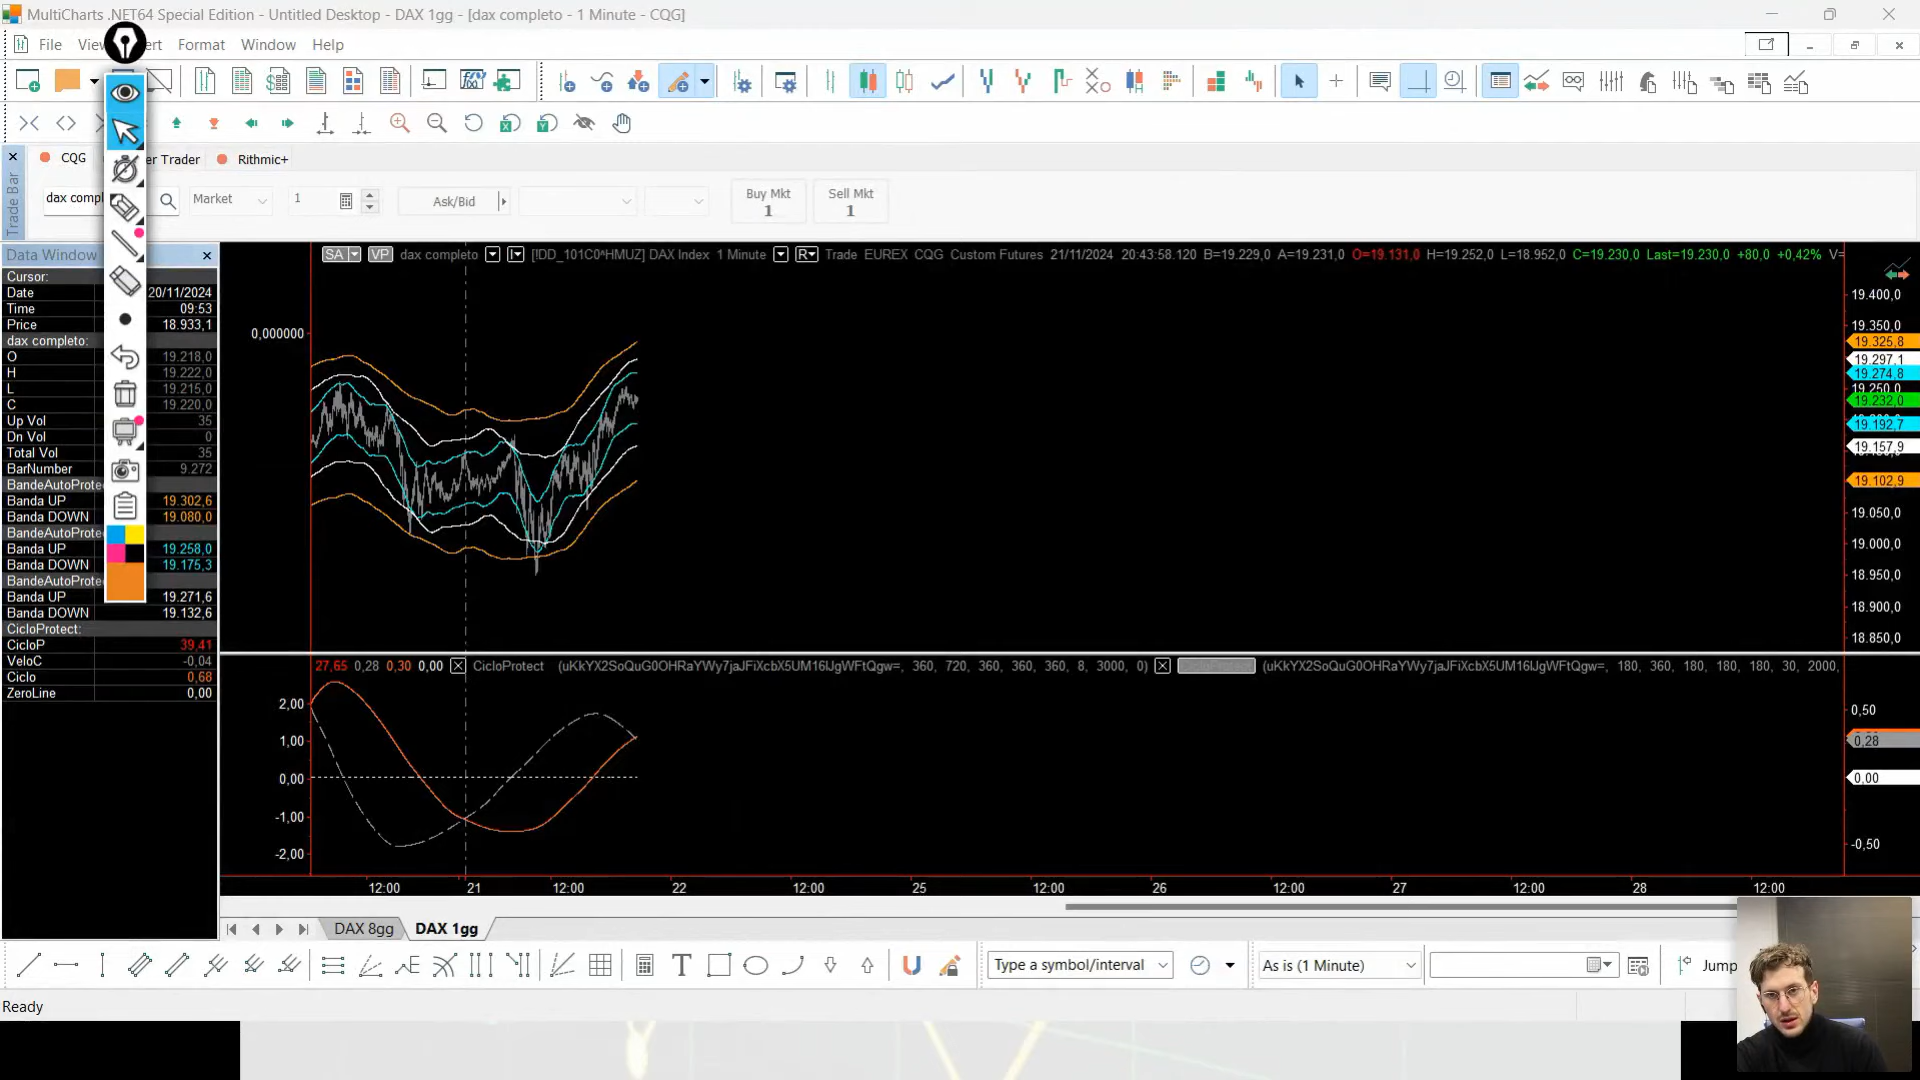 MultiCharts .NET64 Special Edition - Untitled Desktop - DAX 1gg - [dax completo - 1 Minute - CQG]
File Format Window Help
CQG er Trader Rithmic+
Trade Bar
dax compl Market 1 Ask/Bid Buy Mkt 1 Sell Mkt 1
Data Window
Cursor:
Date 20/11/2024
Time 09:53
Price 18.933,1
dax completo:
O 19.218,0
H 19.222,0
L 19.215,0
C 19.220,0
Up Vol 35
Dn Vol 0
Total Vol 35
BarNumber 9.272
BandeAutoProte
Banda UP 19.302,6
Banda DOWN 19.080,0
BandeAutoProte
Banda UP 19.258,0
Banda DOWN 19.175,3
BandeAutoProte
Banda UP 19.271,6
Banda DOWN 19.132,6
CicloProtect:
CicloP 39,41
VeloC -0,04
Ciclo 0,68
ZeroLine 0,00
SA VP dax completo [!DD_101C0^HMUZ] DAX Index 1 Minute R Trade EUREX CQG Custom Futures 21/11/2024 20:43:58.120 B=19.229,0 A=19.231,0 O=19.131,0 H=19.252,0 L=18.952,0 C=19.230,0 Last=19.230,0 +80,0 +0,42% V=
0,000000
19.400,0
19.350,0
19.325,8
19.297,1
19.274,8
19.250,0
19.232,0
19.192,7
19.157,9
19.102,9
19.050,0
19.000,0
18.950,0
18.900,0
18.850,0
27,65 0,28 0,30 0,00 CicloProtect (uKkYX2SoQuG0OHRaYWy7jaJFiXcbX5UM16lJgWFtQgw=, 360, 720, 360, 360, 360, 8, 3000, 0) (uKkYX2SoQuG0OHRaYWy7jaJFiXcbX5UM16lJgWFtQgw=, 180, 360, 180, 180, 180, 30, 2000,
2,00
1,00
0,00
-1,00
-2,00
0,50
0,28
0,00
-0,50
12:00 21 12:00 22 12:00 25 12:00 26 12:00 27 12:00 28 12:00
DAX 8gg DAX 1gg
Type a symbol/interval As is (1 Minute) Jump
Ready